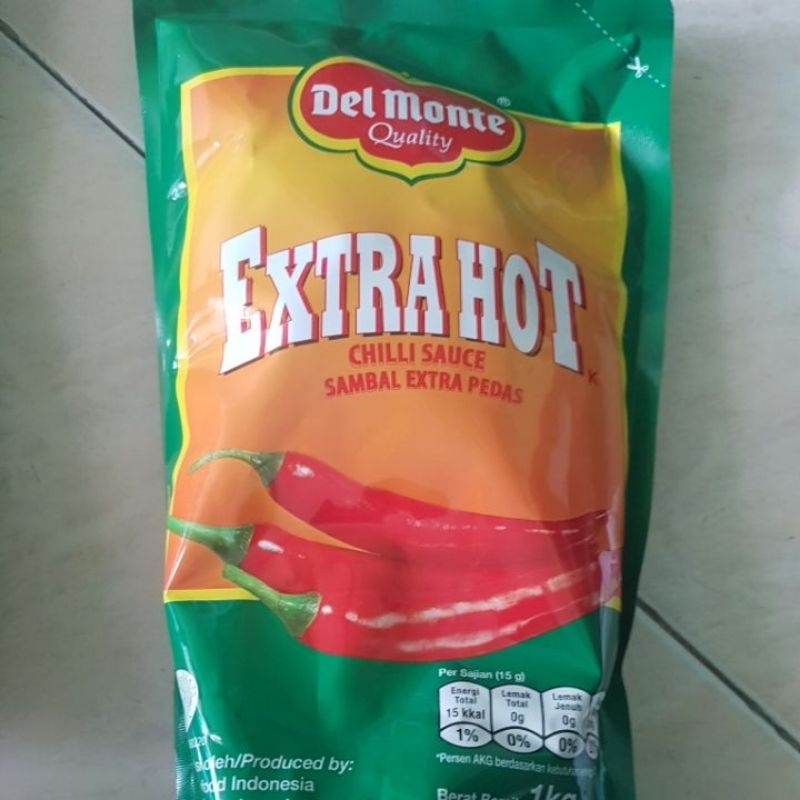 Del Monte®
Quality
EXTRA HOT
CHILLI SAUCE
SAMBAL EXTRA PEDAS
K
Per Sajian (15 g)
Energi Total
15 kkal
1%
Lemak Total
0g
0%
Lemak Jenuh
0g
0%
/Produced by:
*Persen AKG berdasarkan
Indonesia
Berat 1kg